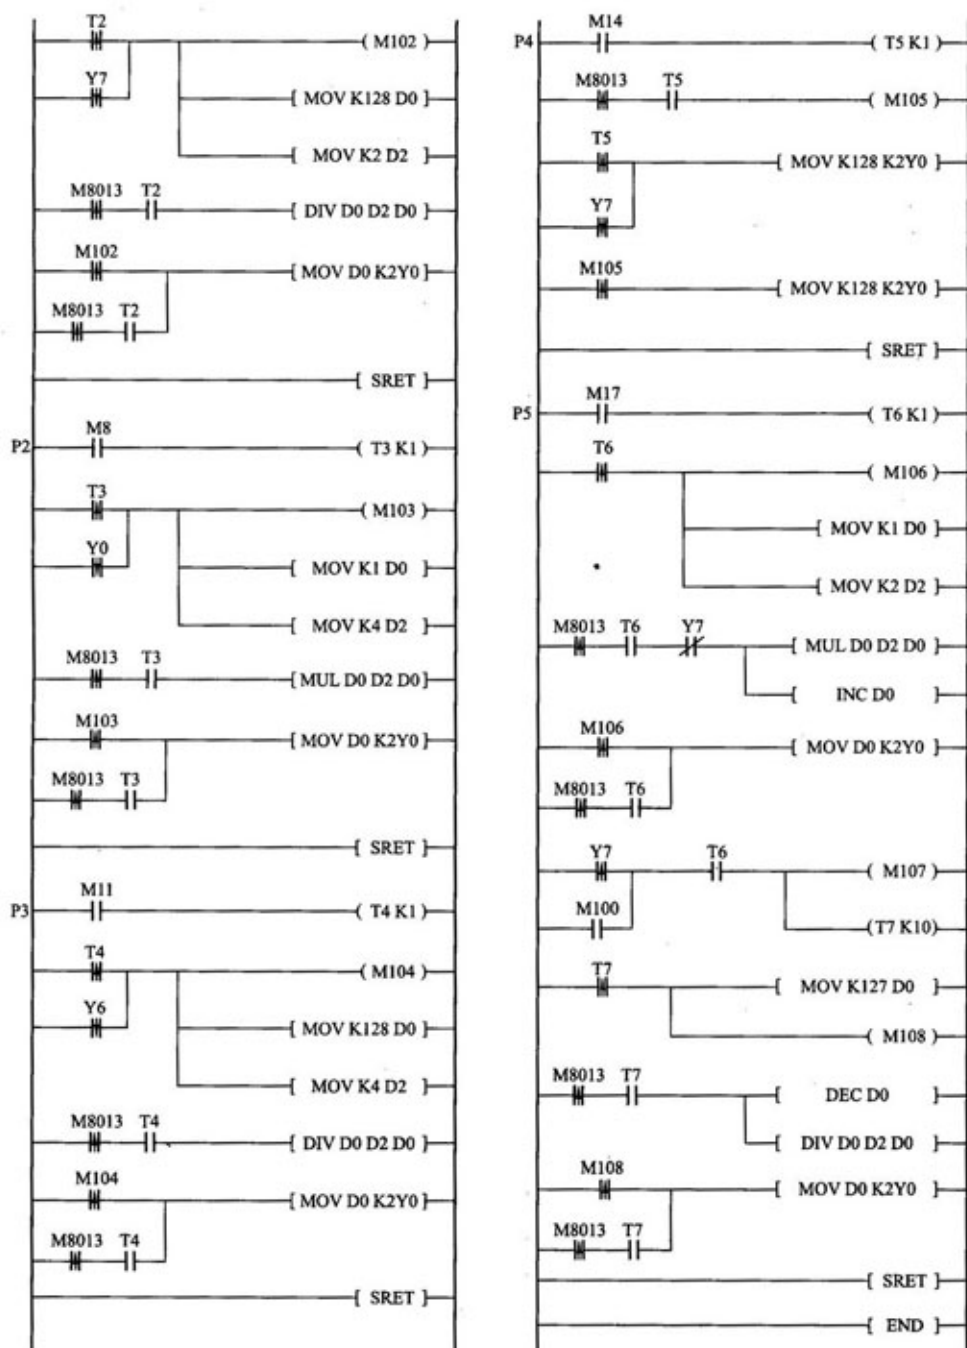 T2
( M102 )
Y7
[ MOV K128 D0 ]
[ MOV K2 D2 ]
M8013 T2
[ DIV D0 D2 D0 ]
M102
[ MOV D0 K2Y0 ]
M8013 T2
[ SRET ]
P2
M8
( T3 K1 )
T3
( M103 )
Y0
[ MOV K1 D0 ]
[ MOV K4 D2 ]
M8013 T3
[ MUL D0 D2 D0 ]
M103
[ MOV D0 K2Y0 ]
M8013 T3
[ SRET ]
P3
M11
( T4 K1 )
T4
( M104 )
Y6
[ MOV K128 D0 ]
[ MOV K4 D2 ]
M8013 T4
[ DIV D0 D2 D0 ]
M104
[ MOV D0 K2Y0 ]
M8013 T4
[ SRET ]
P4
M14
( T5 K1 )
M8013 T5
( M105 )
T5
[ MOV K128 K2Y0 ]
Y7
M105
[ MOV K128 K2Y0 ]
[ SRET ]
P5
M17
( T6 K1 )
T6
( M106 )
[ MOV K1 D0 ]
[ MOV K2 D2 ]
M8013 T6 Y7
[ MUL D0 D2 D0 ]
[ INC D0 ]
M106
[ MOV D0 K2Y0 ]
M8013 T6
Y7 T6
( M107 )
M100
(T7 K10)
T7
[ MOV K127 D0 ]
( M108 )
M8013 T7
[ DEC D0 ]
[ DIV D0 D2 D0 ]
M108
[ MOV D0 K2Y0 ]
M8013 T7
[ SRET ]
[ END ]